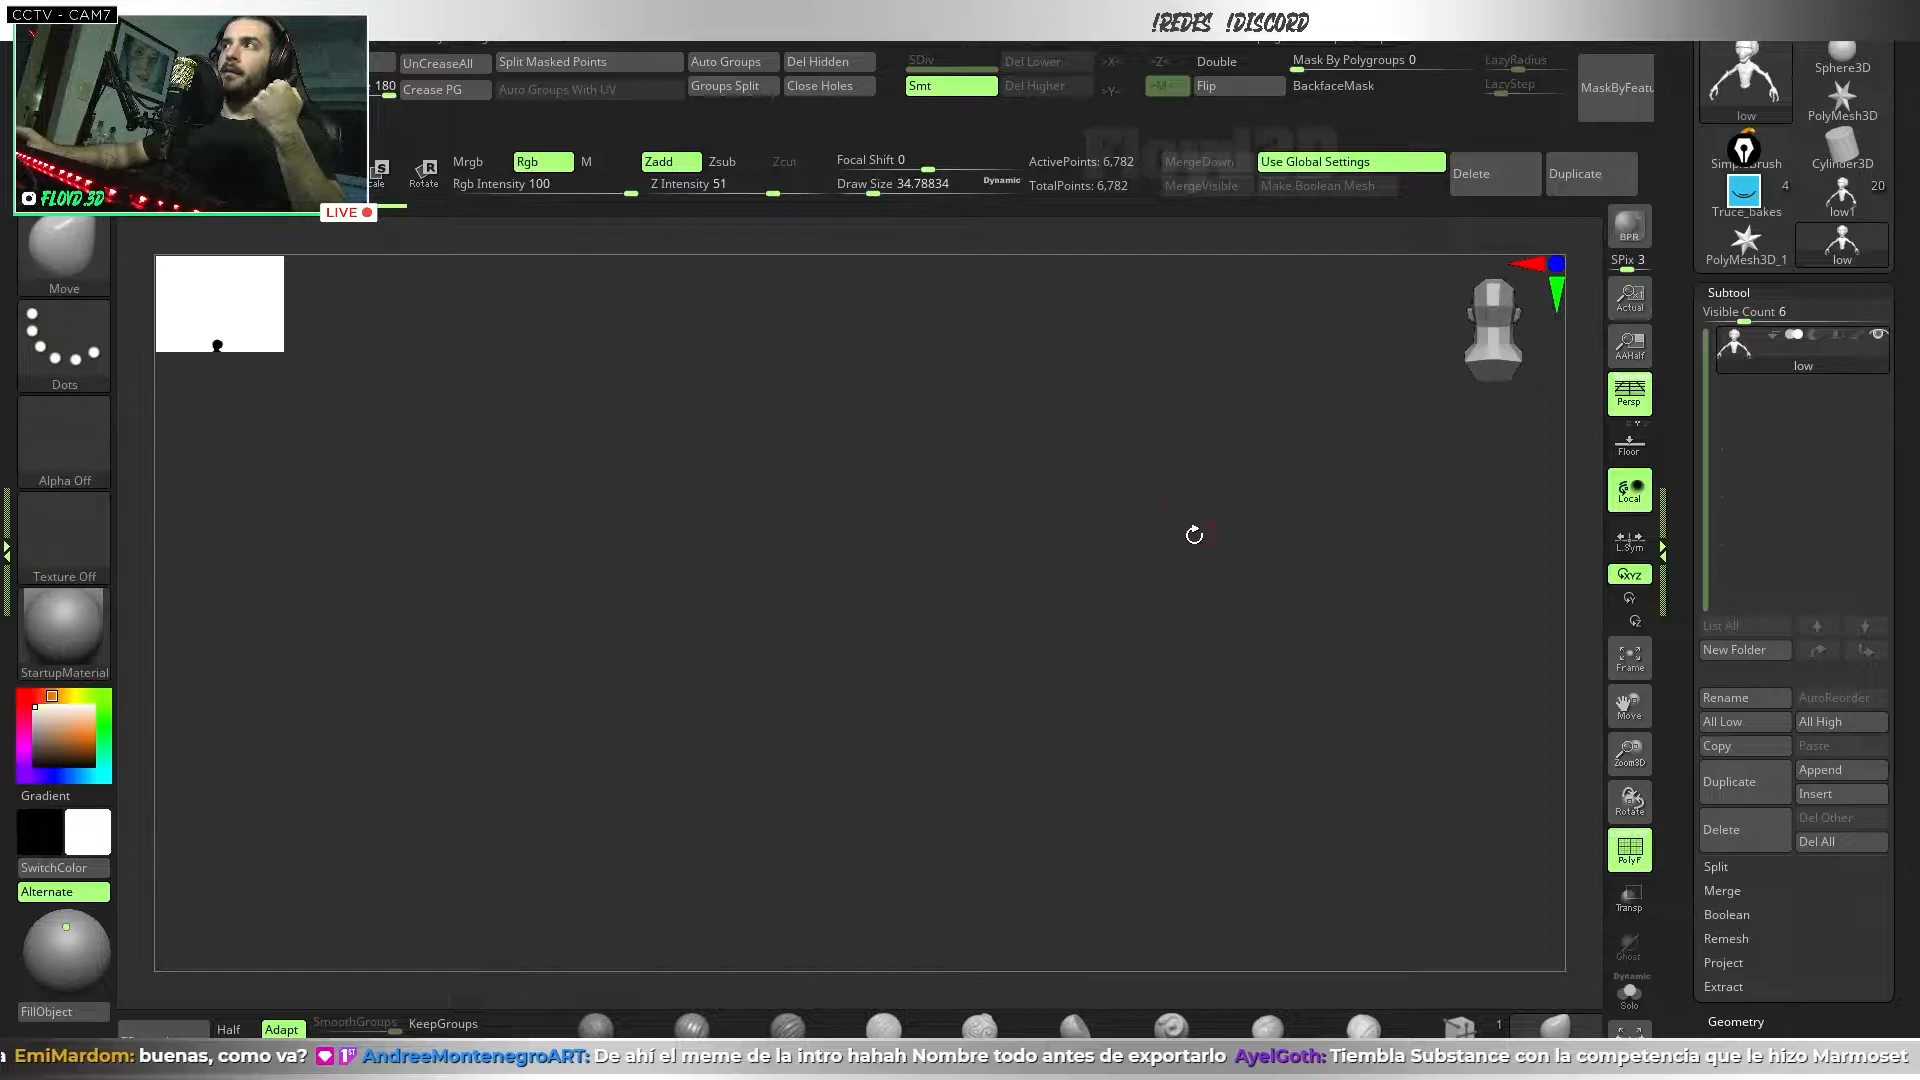 CCTV - CAM7
!REDES !DISCORD
FLOYD.3D
LIVE
UnCreaseAll
Split Masked Points
Auto Groups
Del Hidden
SDiv
Del Lower
>X<
>Z<
Double
Mask By Polygroups 0
LazyRadius
180
Crease PG
Auto Groups With UV
Groups Split
Close Holes
Smt
Del Higher
>Y<
>M<
Flip
BackfaceMask
LazyStep
MaskByFeatu
Floyd3D
Rotate
Mrgb
Rgb
M
Zadd
Zsub
Zcut
Focal Shift 0
ActivePoints: 6,782
MergeDown
Use Global Settings
Delete
Duplicate
Rgb Intensity 100
Z Intensity 51
Draw Size 34.78834
Dynamic
TotalPoints: 6,782
MergeVisible
Make Boolean Mesh
Move
Dots
Alpha Off
Texture Off
StartupMaterial
Gradient
SwitchColor
Alternate
FillObject
BPR
SPix 3
Actual
AAHalf
Persp
Floor
Local
L.Sym
XYZ
Y
Z
Frame
Move
Zoom3D
Rotate
PolyF
Transp
Ghost
Dynamic
Solo
low
Sphere3D
PolyMesh3D
Cylinder3D
4
20
Truce_bakes
low1
PolyMesh3D_1
low
Subtool
Visible Count 6
low
List All
New Folder
Rename
AutoReorder
All Low
All High
Copy
Paste
Duplicate
Append
Insert
Delete
Del Other
Del All
Split
Merge
Boolean
Remesh
Project
Extract
Geometry
Half
Adapt
SmoothGroups
KeepGroups
1
a EmiMardom: buenas, como va? 1ST AndreeMontenegroART: De ahí el meme de la intro hahah Nombre todo antes de exportarlo AyelGoth: Tiembla Substance con la competencia que le hizo Marmoset